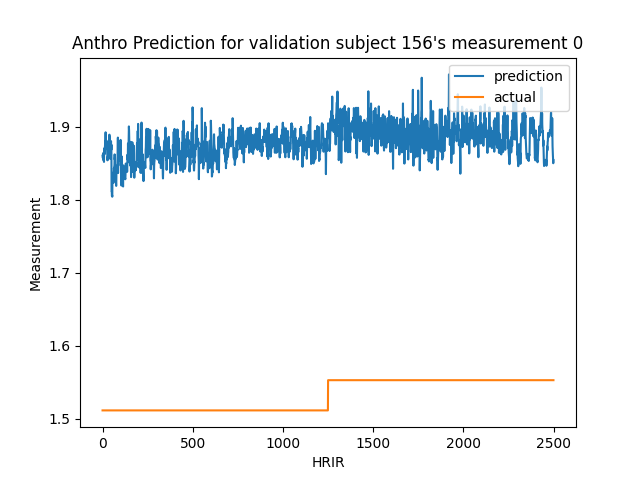 Anthro Prediction for validation subject 156's measurement 0
prediction
actual
1.9
1.8
1.7
1.6
1.5
Measurement
0
500
1000
1500
2000
2500
HRIR